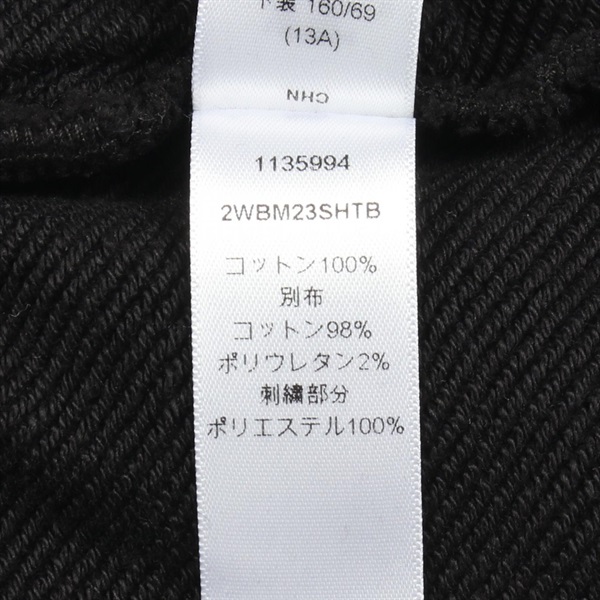 下装 160/69
(13A)
CHN
1135994
2WBM23SHTB
コットン100%
別布
コットン98%
ポリウレタン2%
刺繍部分
ポリエステル100%